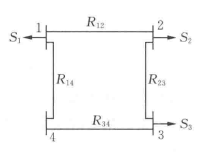 R₁₂
1 2
S₁ S₂
R₁₄ R₂₃
R₃₄ S₃
4 3